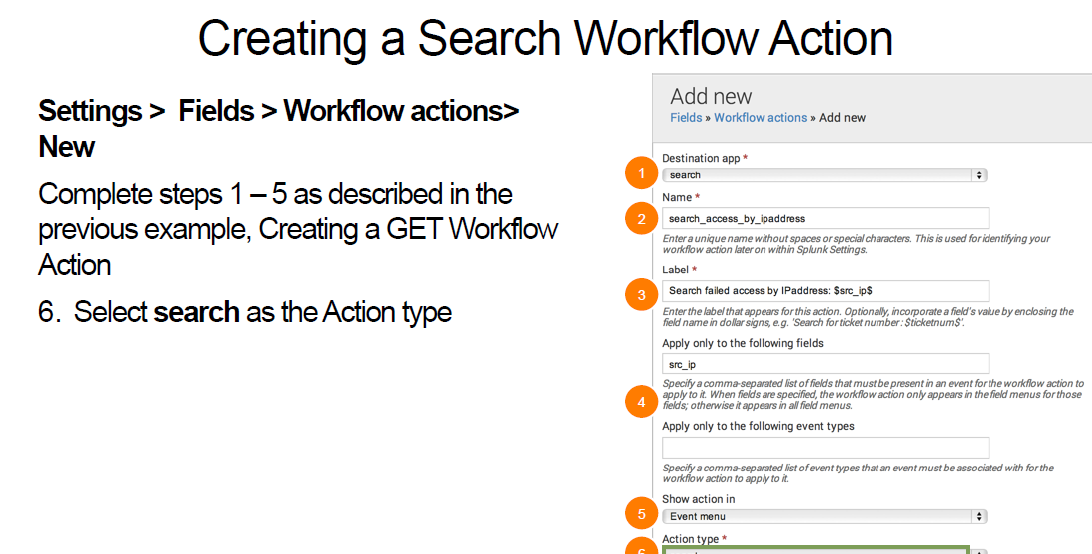 Creating a Search Workflow Action
Settings > Fields > Workflow actions>
New
Complete steps 1 – 5 as described in the
previous example, Creating a GET Workflow
Action
6. Select search as the Action type
Add new
Fields » Workflow actions » Add new
Destination app *
1
search
Name *
2
search_access_by_ipaddress
Enter a unique name without spaces or special characters. This is used for identifying your
workflow action later on within Splunk Settings.
Label *
3
Search failed access by IPaddress: $src_ip$
Enter the label that appears for this action. Optionally, incorporate a field's value by enclosing the
field name in dollar signs, e.g. 'Search for ticket number: $ticketnum$'.
Apply only to the following fields
src_ip
Specify a comma-separated list of fields that must be present in an event for the workflow action to
apply to it. When fields are specified, the workflow action only appears in the field menus for those
fields; otherwise it appears in all field menus.
4
Apply only to the following event types
Specify a comma-separated list of event types that an event must be associated with for the
workflow action to apply to it.
Show action in
5
Event menu
Action type *
6